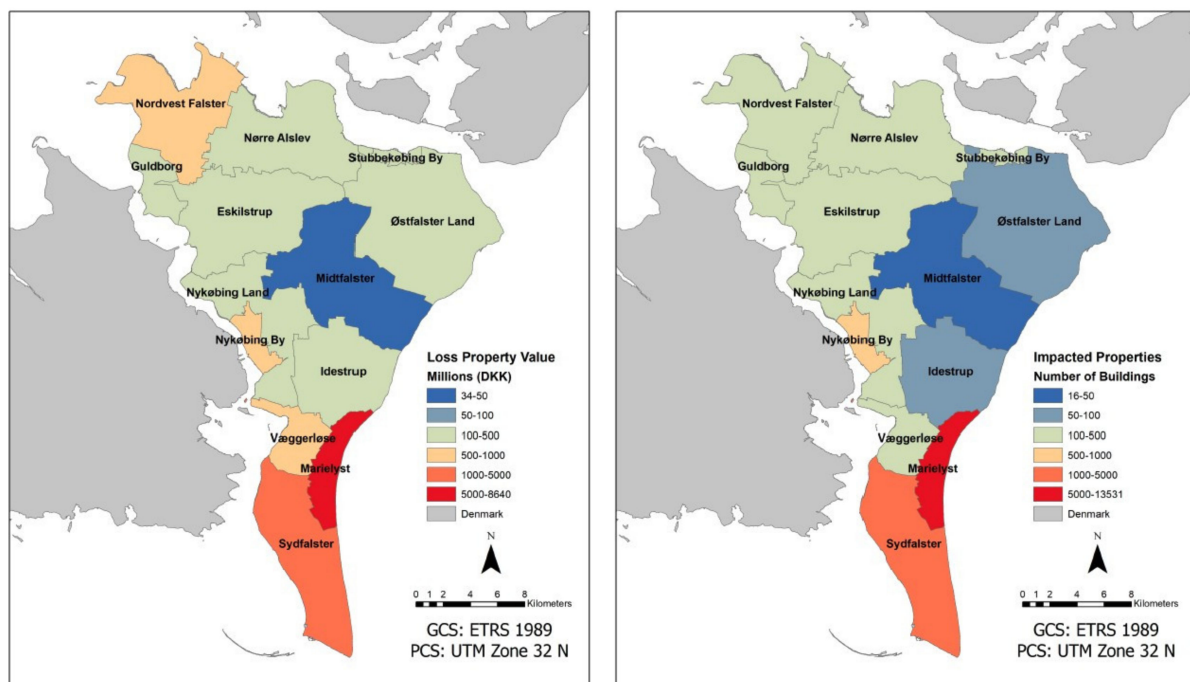 Nordvest Falster
Nørre Alslev
Stubbekøbing By
Guldborg
Eskilstrup
Østfalster Land
Midtfalster
Nykøbing Land
Nykøbing By
Idestrup
Væggerløse
Marielyst
Sydfalster
Loss Property Value
Millions (DKK)
34-50
50-100
100-500
500-1000
1000-5000
5000-8640
Denmark
N
0 1 2 4 6 8
Kilometers
GCS: ETRS 1989
PCS: UTM Zone 32 N
Nordvest Falster
Nørre Alslev
Stubbekøbing By
Guldborg
Eskilstrup
Østfalster Land
Midtfalster
Nykøbing Land
Nykøbing By
Idestrup
Væggerløse
Marielyst
Sydfalster
Impacted Properties
Number of Buildings
16-50
50-100
100-500
500-1000
1000-5000
5000-13531
Denmark
N
0 1 2 4 6 8
Kilometers
GCS: ETRS 1989
PCS: UTM Zone 32 N